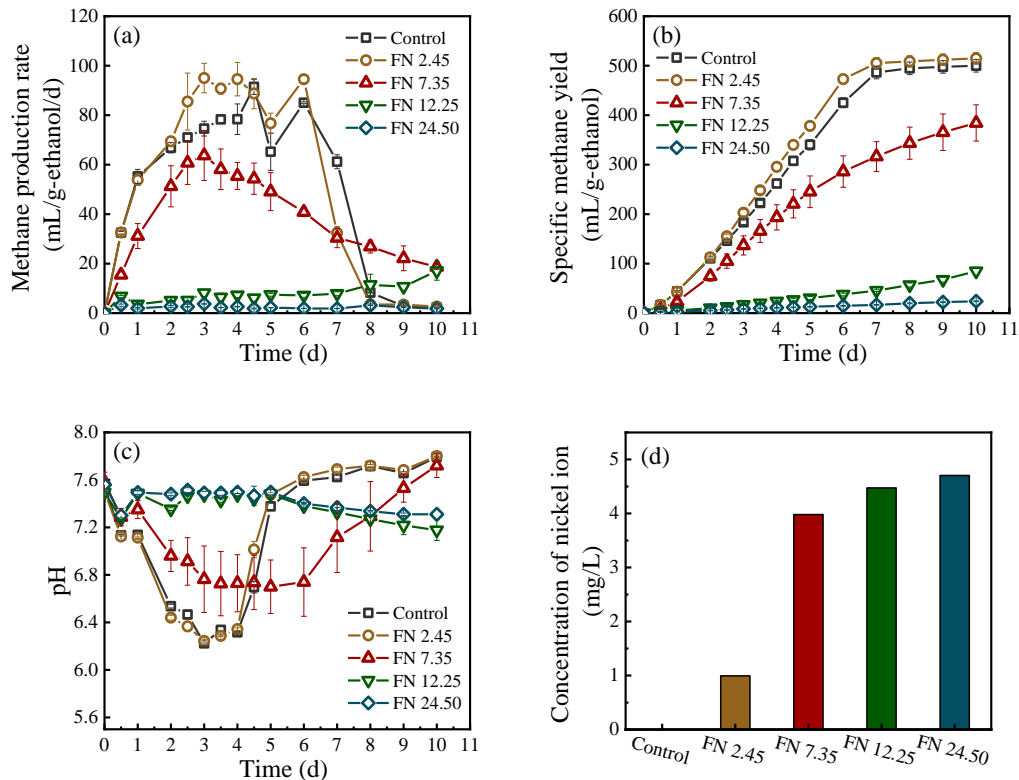 (a)
Methane production rate
(mL/g-ethanol/d)
120
100
80
60
40
20
0
Control
FN 2.45
FN 7.35
FN 12.25
FN 24.50
0 1 2 3 4 5 6 7 8 9 10 11
Time (d)
(b)
Specific methane yield
(mL/g-ethanol)
600
500
400
300
200
100
0
Control
FN 2.45
FN 7.35
FN 12.25
FN 24.50
0 1 2 3 4 5 6 7 8 9 10 11
Time (d)
(c)
pH
8.0
7.6
7.2
6.8
6.4
6.0
5.6
Control
FN 2.45
FN 7.35
FN 12.25
FN 24.50
0 1 2 3 4 5 6 7 8 9 10 11
Time (d)
(d)
Concentration of nickel ion
(mg/L)
5
4
3
2
1
0
Control
FN 2.45
FN 7.35
FN 12.25
FN 24.50